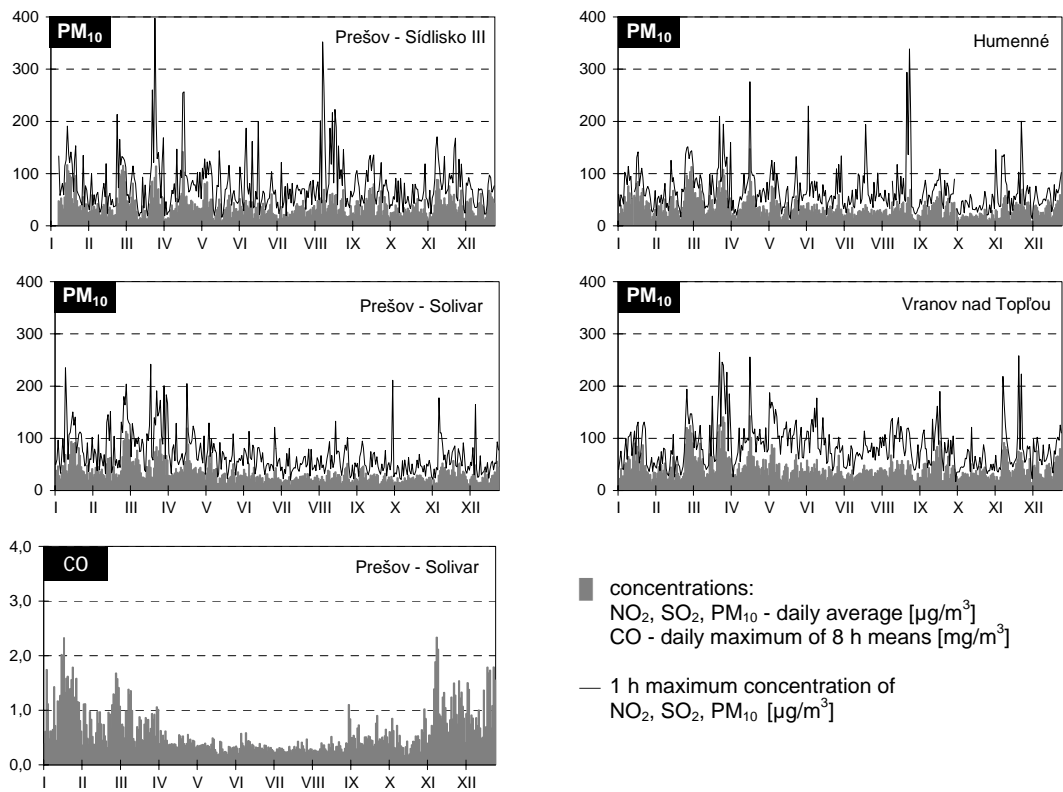 PM₁₀
Prešov - Sídlisko III
400
300
200
100
0
I II III IV V VI VII VIII IX X XI XII
PM₁₀
Humenné
400
300
200
100
0
I II III IV V VI VII VIII IX X XI XII
PM₁₀
Prešov - Solivar
400
300
200
100
0
I II III IV V VI VII VIII IX X XI XII
PM₁₀
Vranov nad Topľou
400
300
200
100
0
I II III IV V VI VII VIII IX X XI XII
CO
Prešov - Solivar
4,0
3,0
2,0
1,0
0,0
I II III IV V VI VII VIII IX X XI XII
concentrations:
NO₂, SO₂, PM₁₀ - daily average [µg/m³]
CO - daily maximum of 8 h means [mg/m³]
1 h maximum concentration of
NO₂, SO₂, PM₁₀ [µg/m³]